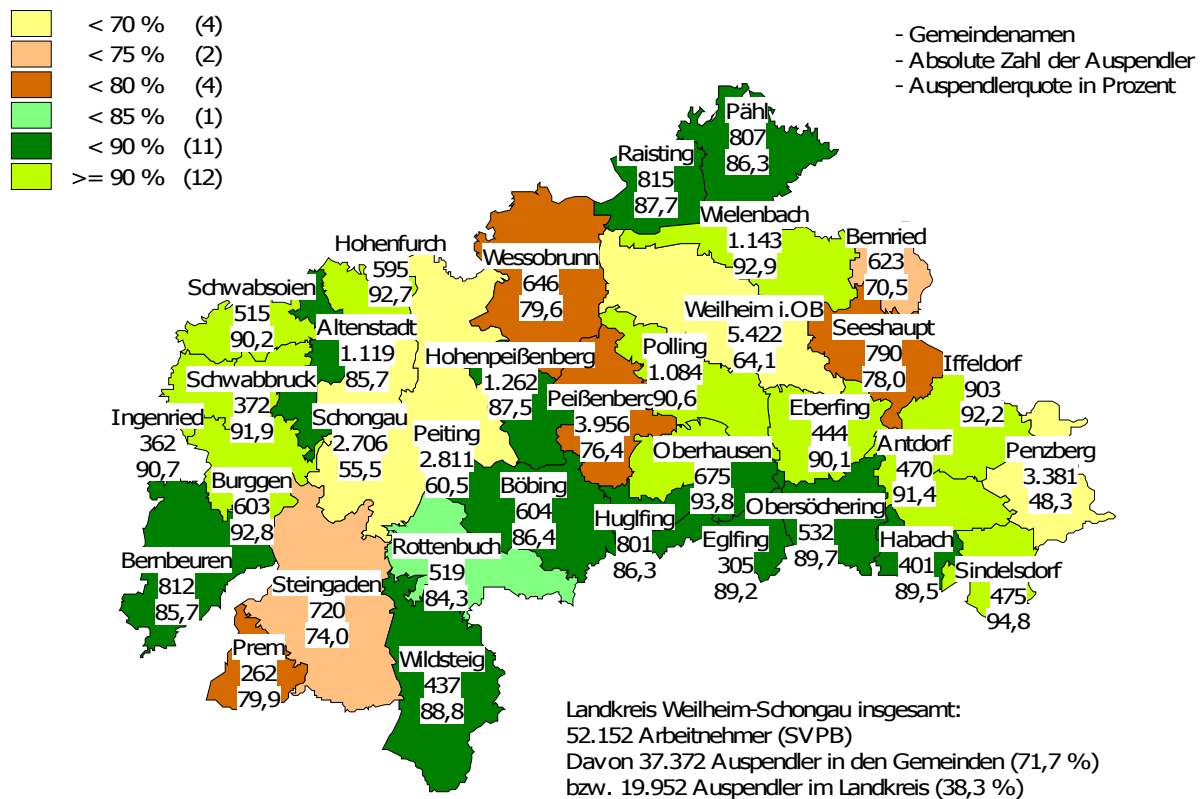 < 70 % (4)
< 75 % (2)
< 80 % (4)
< 85 % (1)
< 90 % (11)
>= 90 % (12)
- Gemeindenamen
- Absolute Zahl der Auspendler
- Auspendlerquote in Prozent
Pähl
807
86,3
Raisting
815
87,7
Wielenbach
1.143
92,9
Bernried
623
70,5
Hohenfurch
595
92,7
Wessobrunn
646
79,6
Schwabsoien
515
90,2
Weilheim i.OB
5.422
64,1
Seeshaupt
790
78,0
Altenstadt
1.119
85,7
Hohenpeißenberg
1.262
87,5
Polling
1.084
90,6
Iffeldorf
903
92,2
Schwabbruck
372
91,9
Peißenberg
3.956
76,4
Eberfing
444
90,1
Ingenried
362
90,7
Schongau
2.706
55,5
Peiting
2.811
60,5
Oberhausen
675
93,8
Antdorf
470
91,4
Penzberg
3.381
48,3
Burggen
603
92,8
Böbing
604
86,4
Huglfing
801
86,3
Obersöchering
532
89,7
Eglfing
305
89,2
Habach
401
89,5
Sindelsdorf
475
94,8
Bernbeuren
812
85,7
Rottenbuch
519
84,3
Steingaden
720
74,0
Prem
262
79,9
Wildsteig
437
88,8
Landkreis Weilheim-Schongau insgesamt:
52.152 Arbeitnehmer (SVPB)
Davon 37.372 Auspendler in den Gemeinden (71,7 %)
bzw. 19.952 Auspendler im Landkreis (38,3 %)